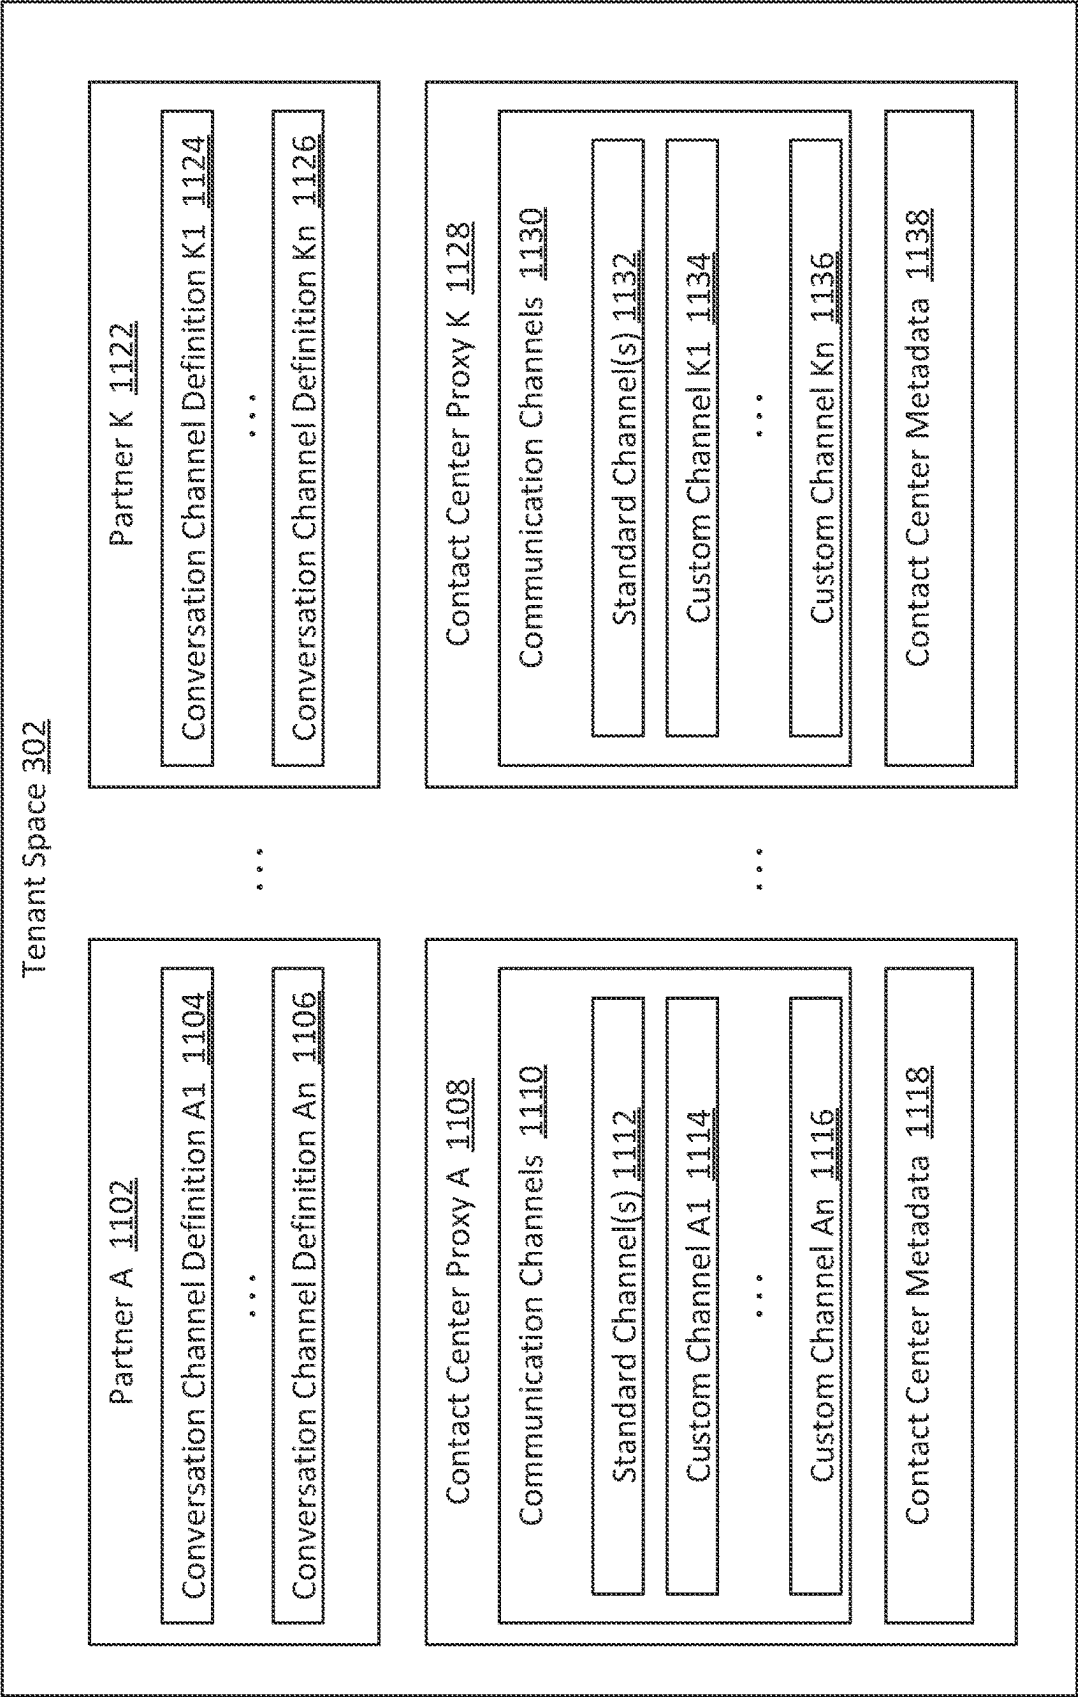 Tenant Space 302
Partner A 1102
Conversation Channel Definition A1 1104
...
Conversation Channel Definition An 1106
...
Partner K 1122
Conversation Channel Definition K1 1124
...
Conversation Channel Definition Kn 1126
Contact Center Proxy A 1108
Communication Channels 1110
Standard Channel(s) 1112
Custom Channel A1 1114
...
Custom Channel An 1116
Contact Center Metadata 1118
...
Contact Center Proxy K 1128
Communication Channels 1130
Standard Channel(s) 1132
Custom Channel K1 1134
...
Custom Channel Kn 1136
Contact Center Metadata 1138